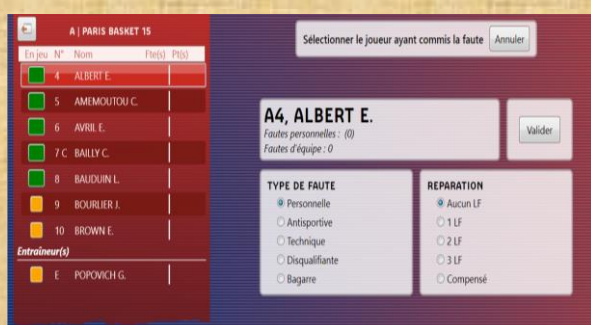 A | PARIS BASKET 15
En jeu N° Nom Fte(s) Pt(s)
4 ALBERT E.
5 AMEMOUTOU C.
6 AVRIL E.
7 C BAILLY C.
8 BAUDUIN L.
9 BOURLIER J.
10 BROWN E.
Entraîneur(s)
E POPOVICH G.
Sélectionner le joueur ayant commis la faute Annuler
A4, ALBERT E.
Fautes personnelles : (0)
Fautes d'équipe : 0
Valider
TYPE DE FAUTE
Personnelle
Antisportive
Technique
Disqualifiante
Bagarre
REPARATION
Aucun LF
1 LF
2 LF
3 LF
Compensé